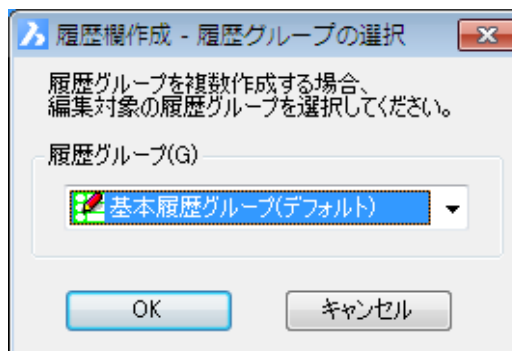 履歴欄作成 - 履歴グループの選択
履歴グループを複数作成する場合、
編集対象の履歴グループを選択してください。
履歴グループ(G)
基本履歴グループ(デフォルト)
OK
キャンセル